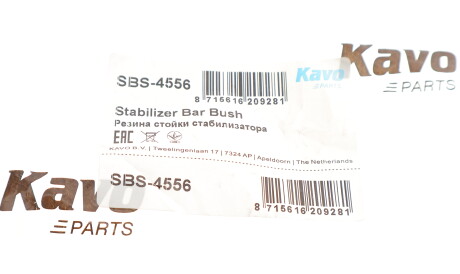 Kavo
PARTS
Kavo
PARTS
SBS-4556
8 715616 209281
Stabilizer Bar Bush
Резина стойки стабилизатора
EAC
KAVO B.V. | Tweelingenlaan 17 | 7324 AP | Apeldoorn | The Netherlands
SBS-4556
8 715616 209281
Kavo
PARTS